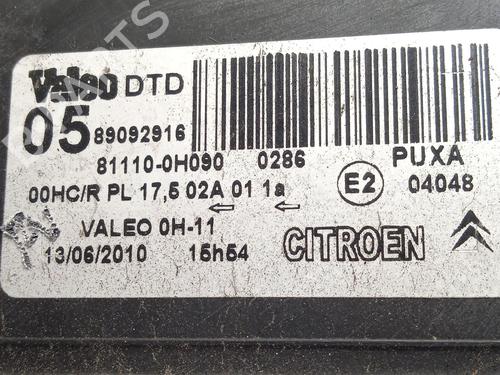 Valeo DTD
05 89092916
81110-0H090 0286 PUXA
00HC/R PL 17,5 02A 01 1a E2 04048
VALEO 0H-11 CITROEN
13/06/2010 15h54